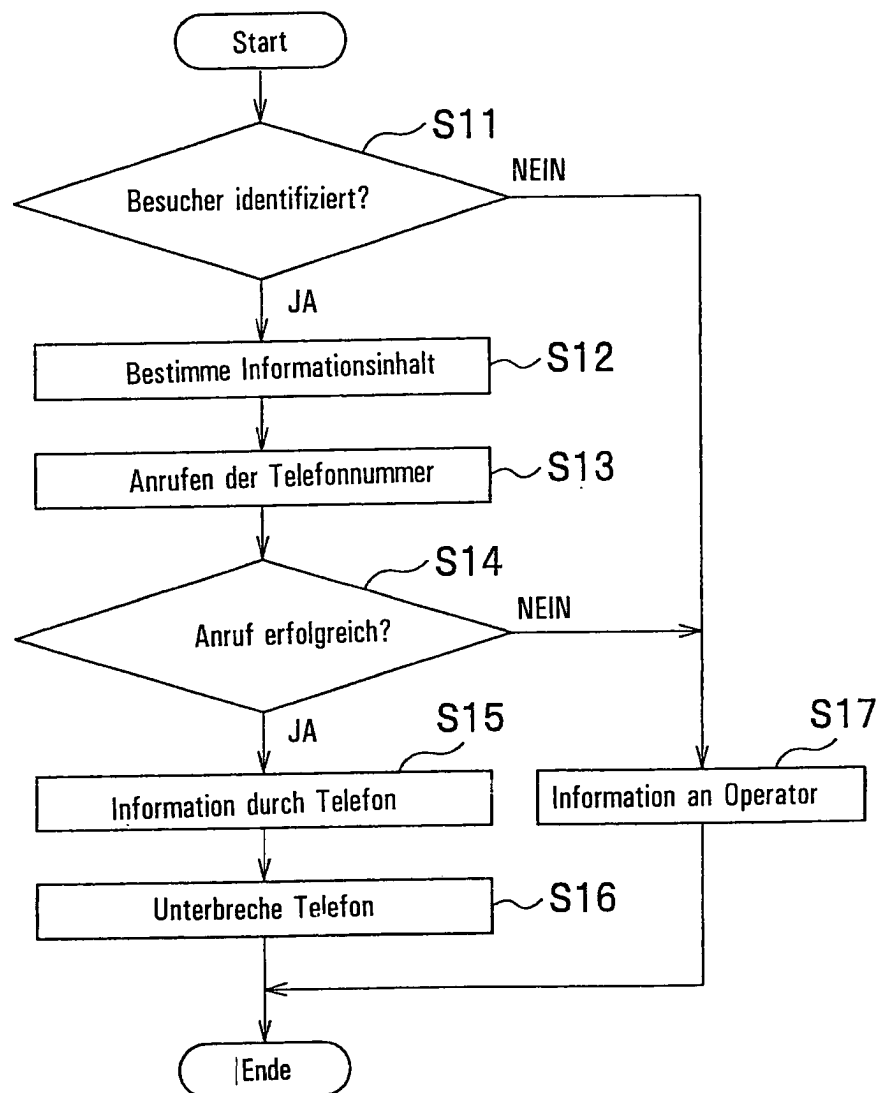 Start
S11
NEIN
Besucher identifiziert?
JA
Bestimme Informationsinhalt
S12
Anrufen der Telefonnummer
S13
S14
NEIN
Anruf erfolgreich?
JA
S15
S17
Information durch Telefon
Information an Operator
Unterbreche Telefon
S16
Ende